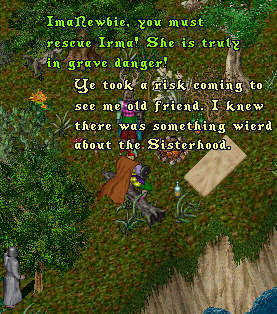 ImaNewbie, you must
rescue Irma! She is truly
in grave danger!
Ye took a risk coming to
see me old friend. I knew
there was something wierd
about the Sisterhood.